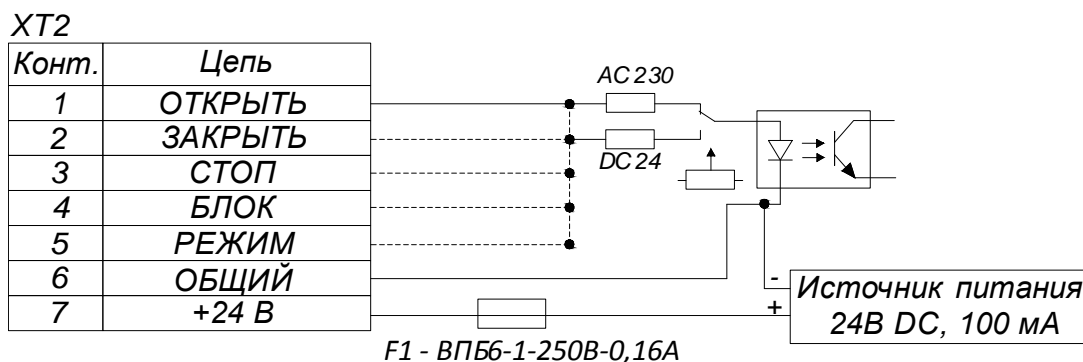 XT2
Конт. Цепь
1 ОТКРЫТЬ
2 ЗАКРЫТЬ
3 СТОП
4 БЛОК
5 РЕЖИМ
6 ОБЩИЙ
7 +24 В
AC 230
DC 24
-
+
Источник питания
24В DC, 100 мА
F1 - ВПБ6-1-250В-0,16А